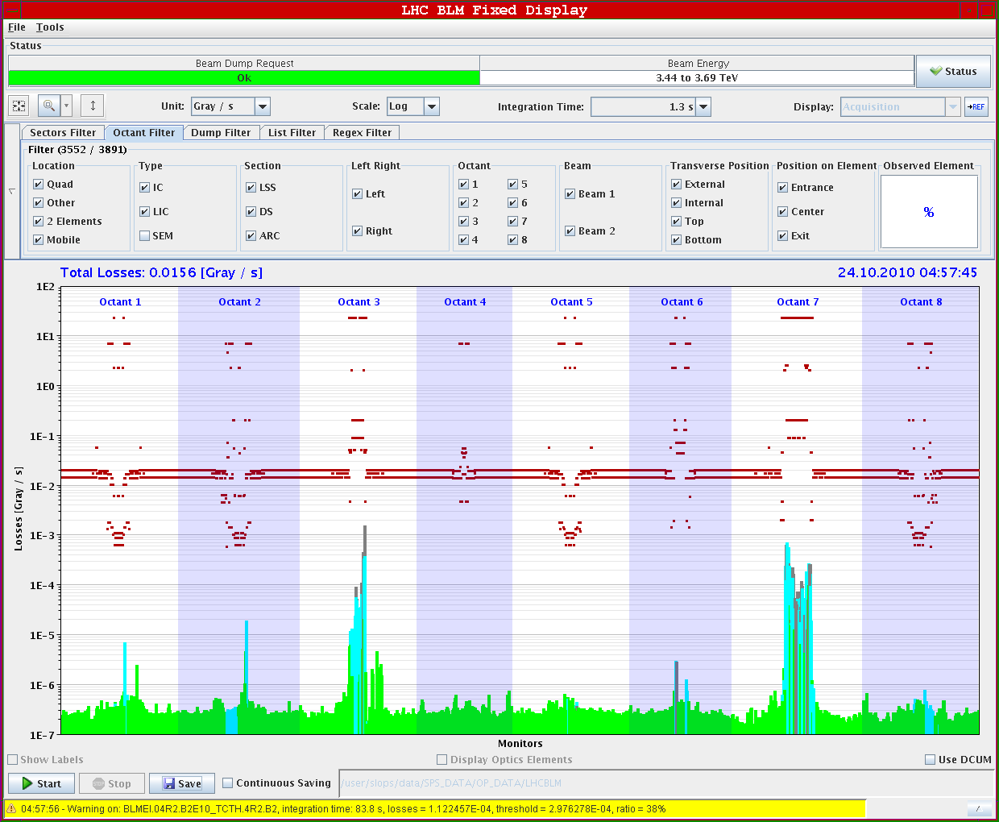 LHC BLM Fixed Display
File Tools
Status
Beam Dump Request Beam Energy
Ok 3.44 to 3.69 TeV
Status
Unit: Gray / s Scale: Log Integration Time: 1.3 s Display: Acquisition →REF
Sectors Filter Octant Filter Dump Filter List Filter Regex Filter
Filter (3552 / 3891)
Location Type Section Left Right Octant Beam Transverse Position Position on Element Observed Element
Quad IC LSS Left 1 5 Beam 1 External Entrance
Other 2 6 Internal
2 Elements LIC DS 3 7 Top Center %
Mobile SEM ARC Right 4 8 Beam 2 Bottom Exit
Total Losses: 0.0156 [Gray / s] 24.10.2010 04:57:45
1E2
Octant 1 Octant 2 Octant 3 Octant 4 Octant 5 Octant 6 Octant 7 Octant 8
1E1
1E0
1E-1
1E-2
1E-3
1E-4
1E-5
1E-6
1E-7
Losses [Gray / s]
Monitors
Show Labels Display Optics Elements Use DCUM
Start STOP Stop Save Continuous Saving /user/slops/data/SPS_DATA/OP_DATA/LHCBLM
04:57:56 - Warning on: BLMEI.04R2.B2E10_TCTH.4R2.B2, integration time: 83.8 s, losses = 1.122457E-04, threshold = 2.976278E-04, ratio = 38%